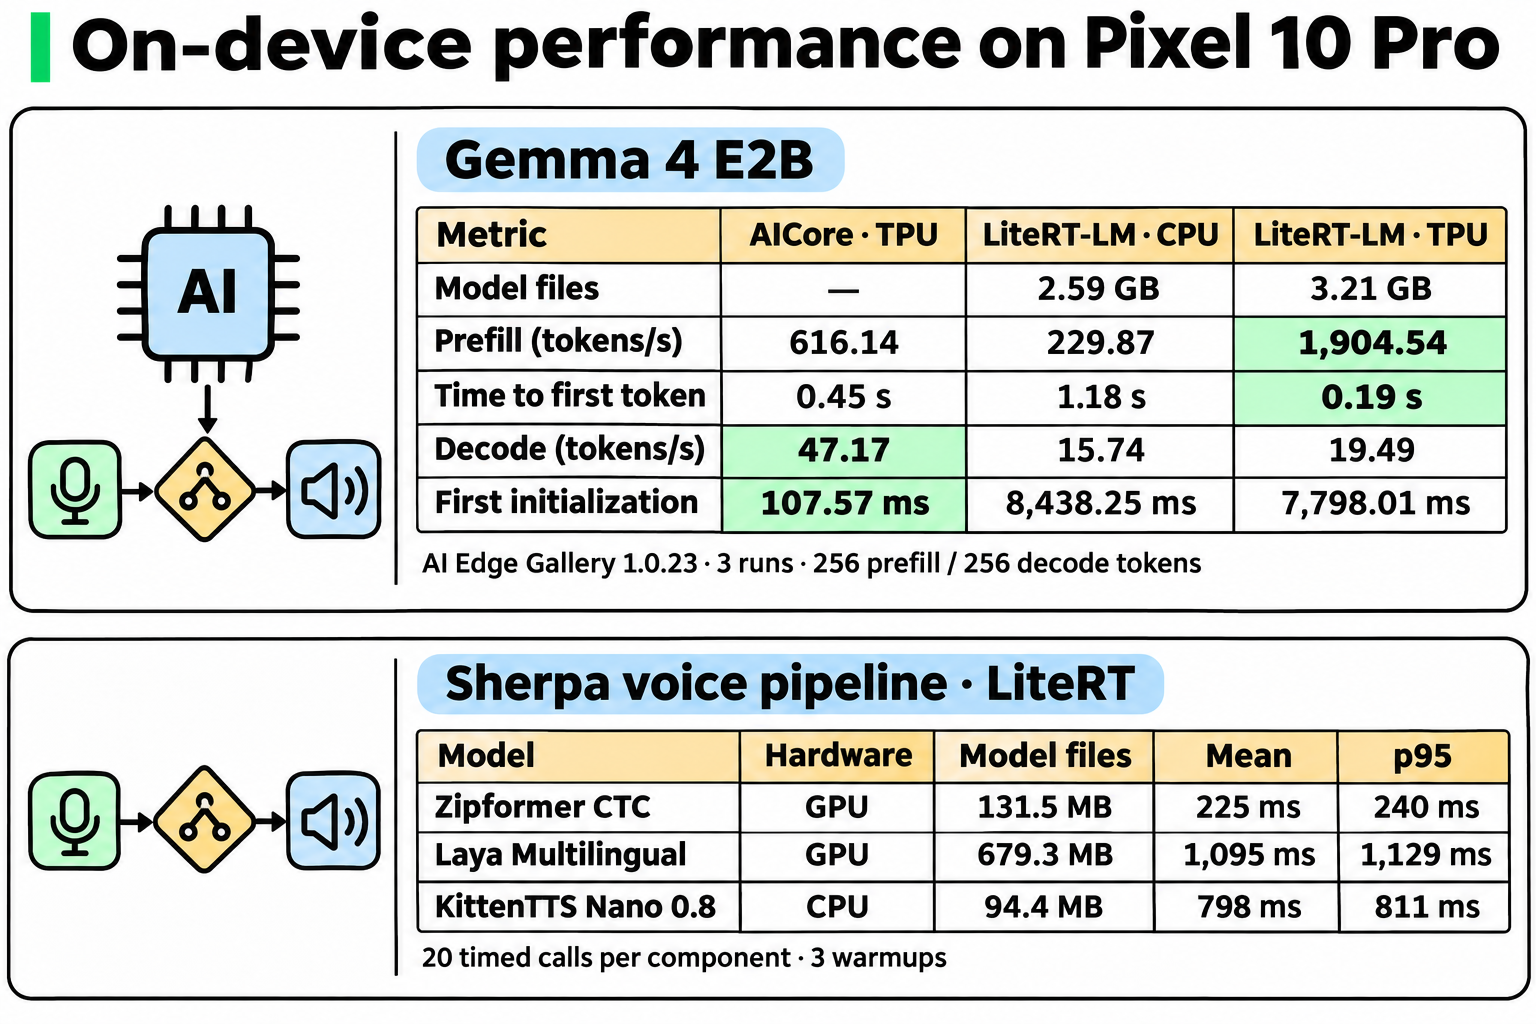 On-device performance on Pixel 10 Pro
AI
Gemma 4 E2B
Metric AICore · TPU LiteRT-LM · CPU LiteRT-LM · TPU
Model files — 2.59 GB 3.21 GB
Prefill (tokens/s) 616.14 229.87 1,904.54
Time to first token 0.45 s 1.18 s 0.19 s
Decode (tokens/s) 47.17 15.74 19.49
First initialization 107.57 ms 8,438.25 ms 7,798.01 ms
AI Edge Gallery 1.0.23 · 3 runs · 256 prefill / 256 decode tokens
Sherpa voice pipeline · LiteRT
Model Hardware Model files Mean p95
Zipformer CTC GPU 131.5 MB 225 ms 240 ms
Laya Multilingual GPU 679.3 MB 1,095 ms 1,129 ms
KittenTTS Nano 0.8 CPU 94.4 MB 798 ms 811 ms
20 timed calls per component · 3 warmups